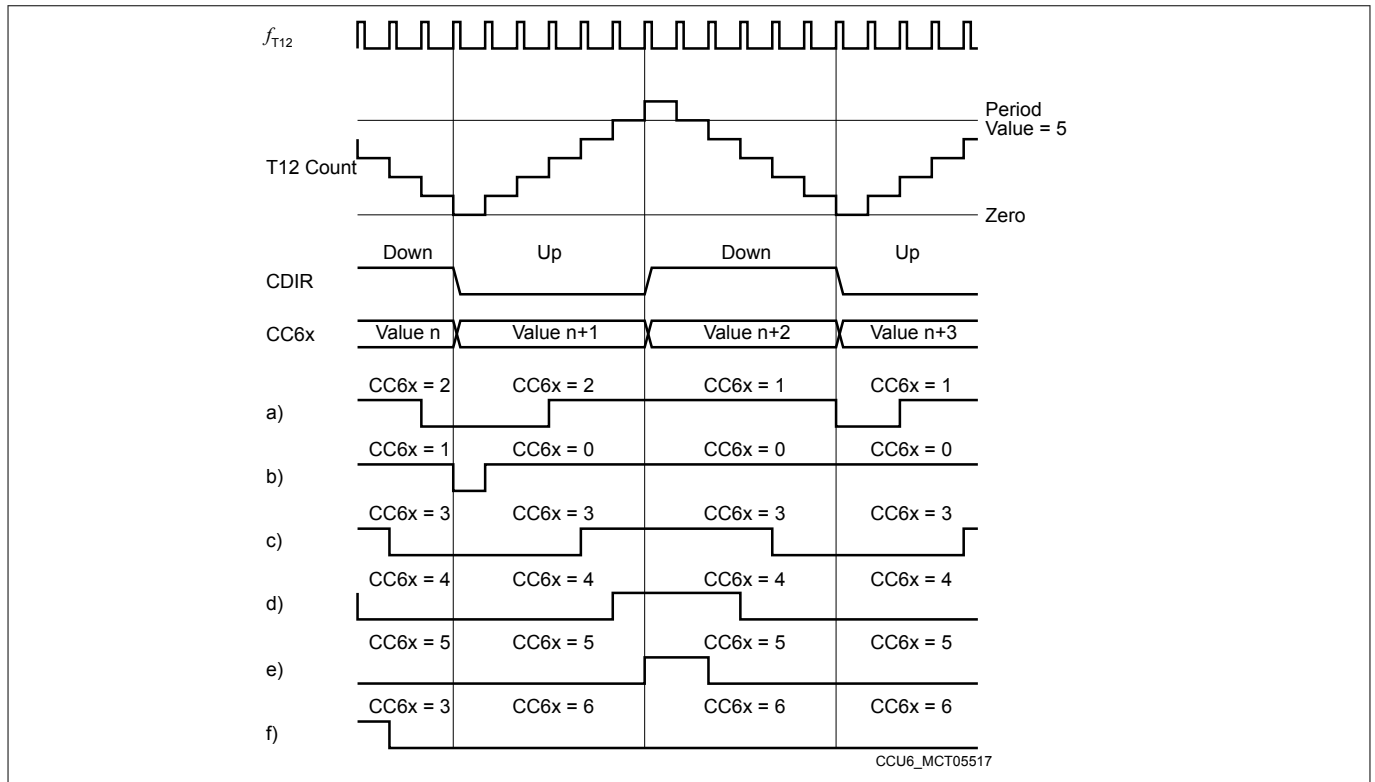 fT12
Period
Value = 5
T12 Count
Zero
Down Up Down Up
CDIR
CC6x Value n Value n+1 Value n+2 Value n+3
CC6x = 2 CC6x = 2 CC6x = 1 CC6x = 1
a)
CC6x = 1 CC6x = 0 CC6x = 0 CC6x = 0
b)
CC6x = 3 CC6x = 3 CC6x = 3 CC6x = 3
c)
CC6x = 4 CC6x = 4 CC6x = 4 CC6x = 4
d)
CC6x = 5 CC6x = 5 CC6x = 5 CC6x = 5
e)
CC6x = 3 CC6x = 6 CC6x = 6 CC6x = 6
f)
CCU6_MCT05517